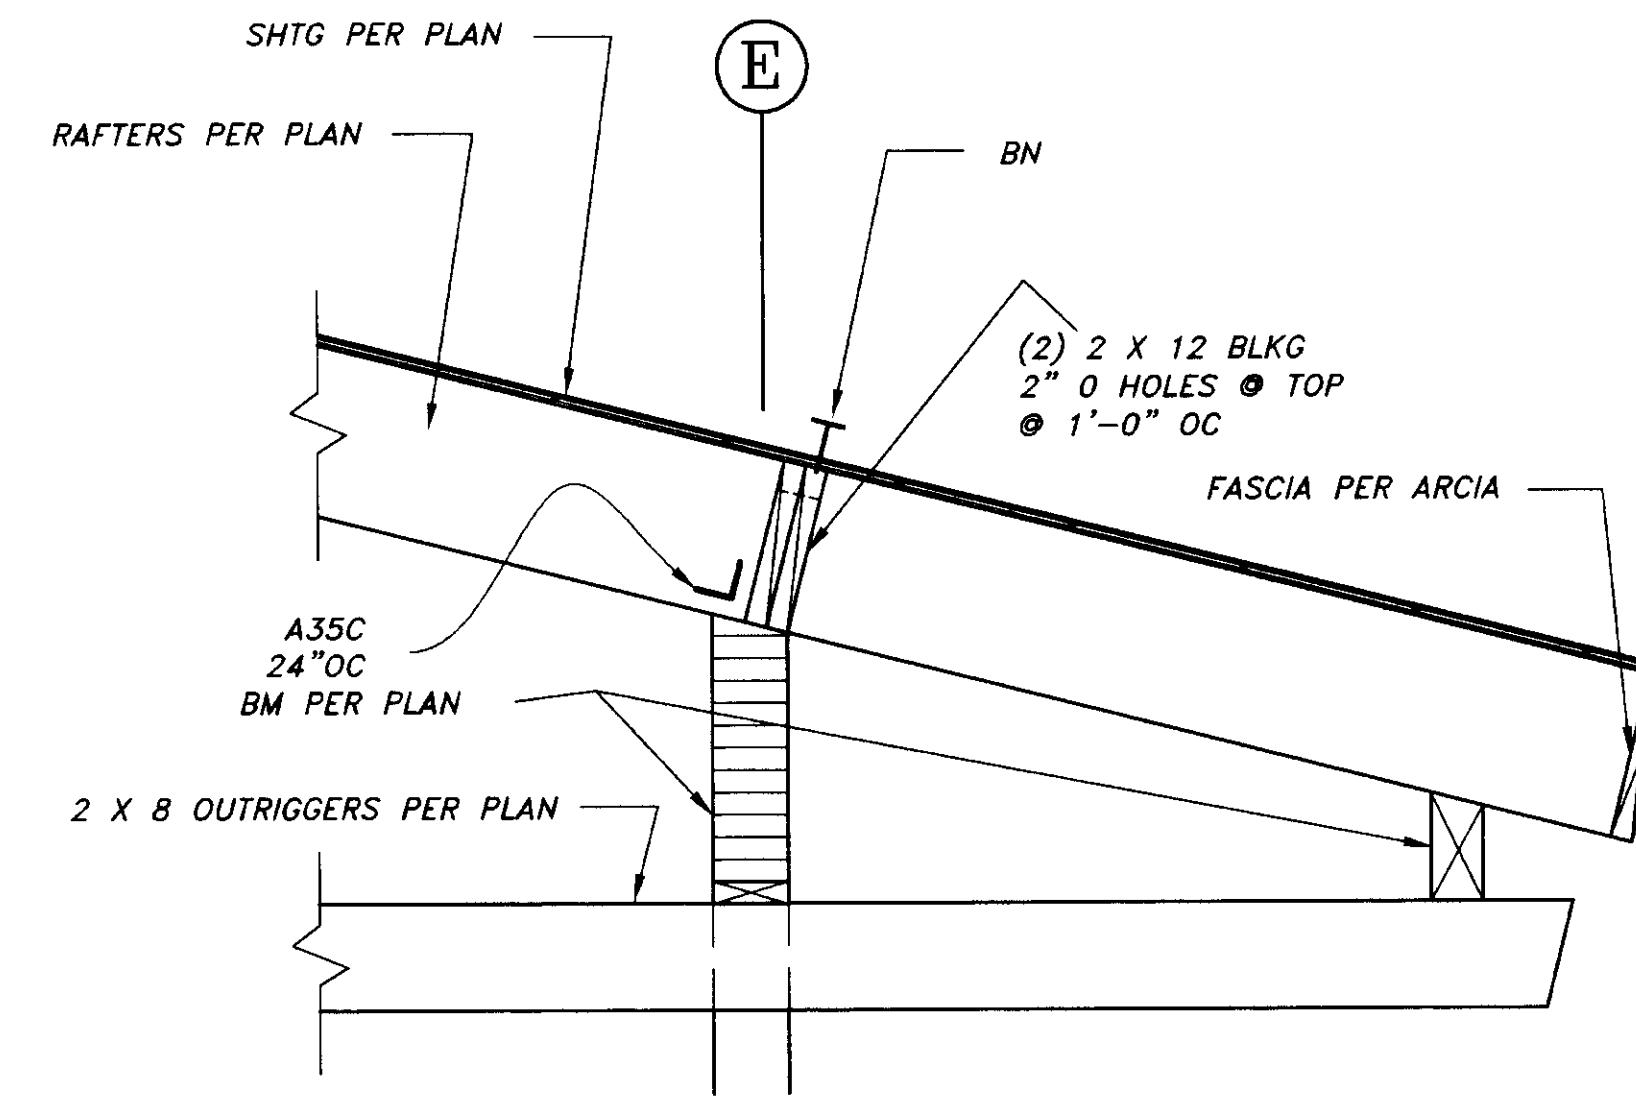 SHTG PER PLAN
E
RAFTERS PER PLAN
BN
(2) 2 X 12 BLKG
2" O HOLES @ TOP
@ 1'-0" OC
FASCIA PER ARCIA
A35C
24"OC
BM PER PLAN
2 X 8 OUTRIGGERS PER PLAN